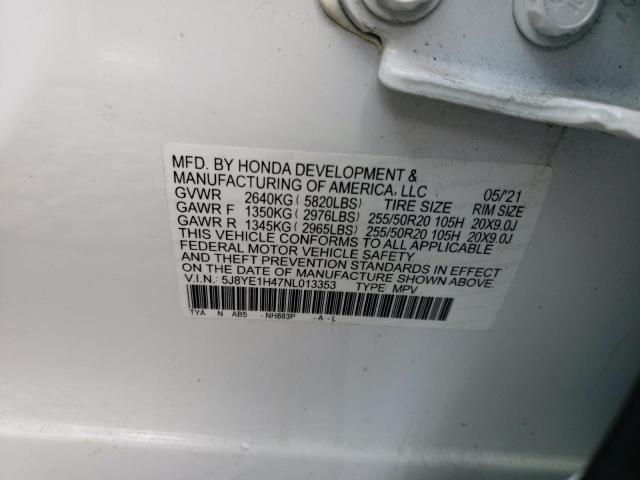 MFD. BY HONDA DEVELOPMENT &
MANUFACTURING OF AMERICA, LLC 05/'21
GVWR 2640KG ( 5820LBS) TIRE SIZE RIM SIZE
GAWR F 1350KG ( 2976LBS) 255/50R20 105H 20X9.0J
GAWR R 1345KG ( 2965LBS) 255/50R20 105H 20X9.0J
THIS VEHICLE CONFORMS TO ALL APPLICABLE
FEDERAL MOTOR VEHICLE SAFETY
AND THEFT PREVENTION STANDARDS IN EFFECT
ON THE DATE OF MANUFACTURE SHOWN ABOVE.
V.I.N.: 5J8YE1H47NL013353 TYPE: MPV
TYA N AB5 - NH883P - A - L